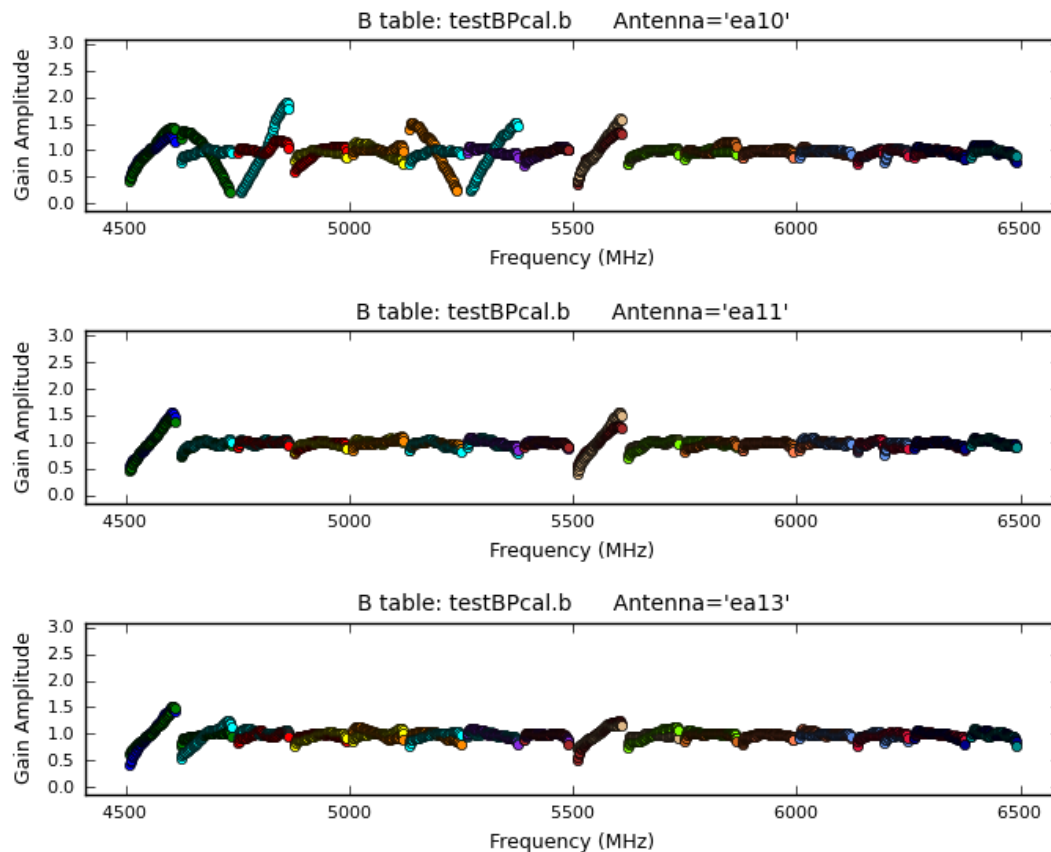 B table: testBPcal.b Antenna='ea10'
3.0
2.5
2.0
1.5
1.0
0.5
0.0
Gain Amplitude
4500 5000 5500 6000 6500
Frequency (MHz)
B table: testBPcal.b Antenna='ea11'
3.0
2.5
2.0
1.5
1.0
0.5
0.0
Gain Amplitude
4500 5000 5500 6000 6500
Frequency (MHz)
B table: testBPcal.b Antenna='ea13'
3.0
2.5
2.0
1.5
1.0
0.5
0.0
Gain Amplitude
4500 5000 5500 6000 6500
Frequency (MHz)